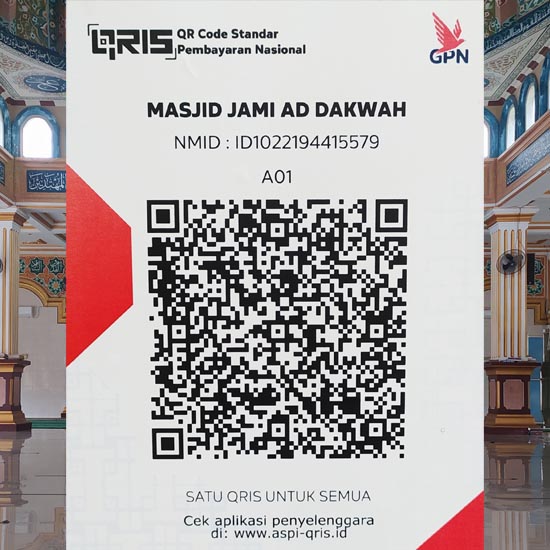 QRIS
QR Code Standar
Pembayaran Nasional
GPN
MASJID JAMI AD DAKWAH
NMID : ID1022194415579
A01
SATU QRIS UNTUK SEMUA
Cek aplikasi penyelenggara
di: www.aspi-qris.id